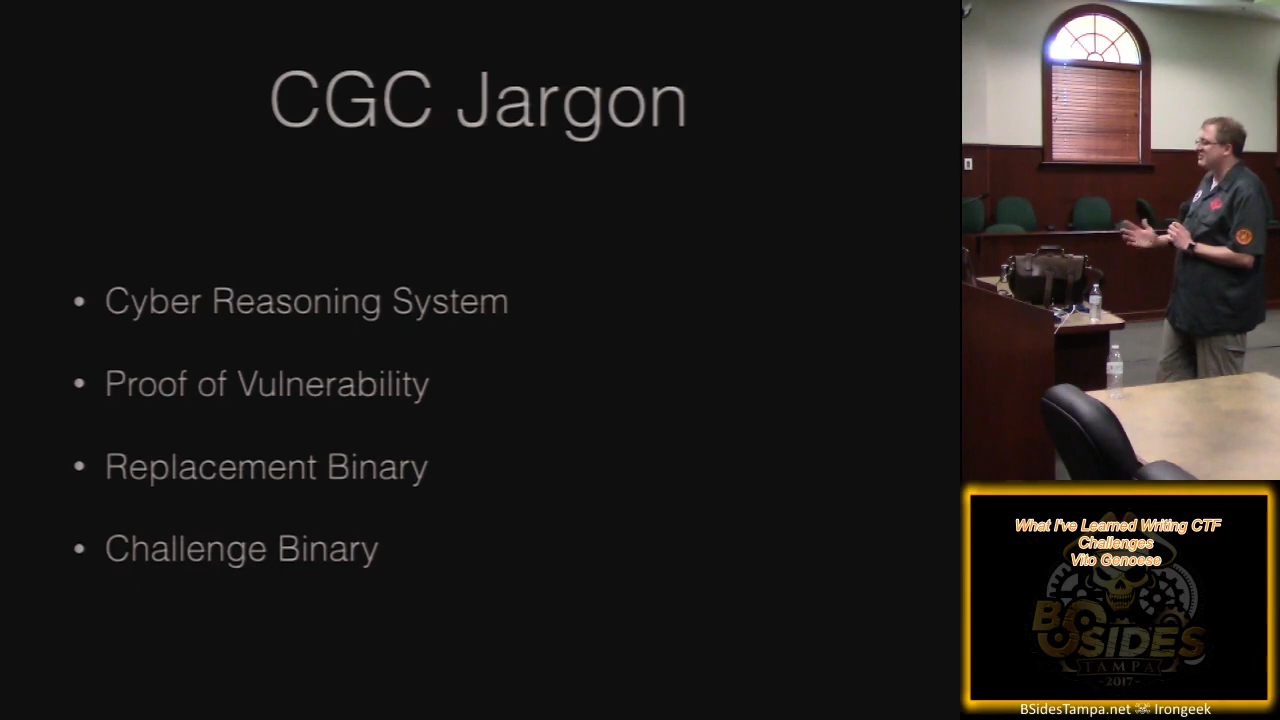 CGC Jargon
• Cyber Reasoning System
• Proof of Vulnerability
• Replacement Binary
• Challenge Binary
What I've Learned Writing CTF
Challenges
Vito Genoese
BSIDES
TAMPA
-2017-
BSidesTampa.net ☠ Irongeek